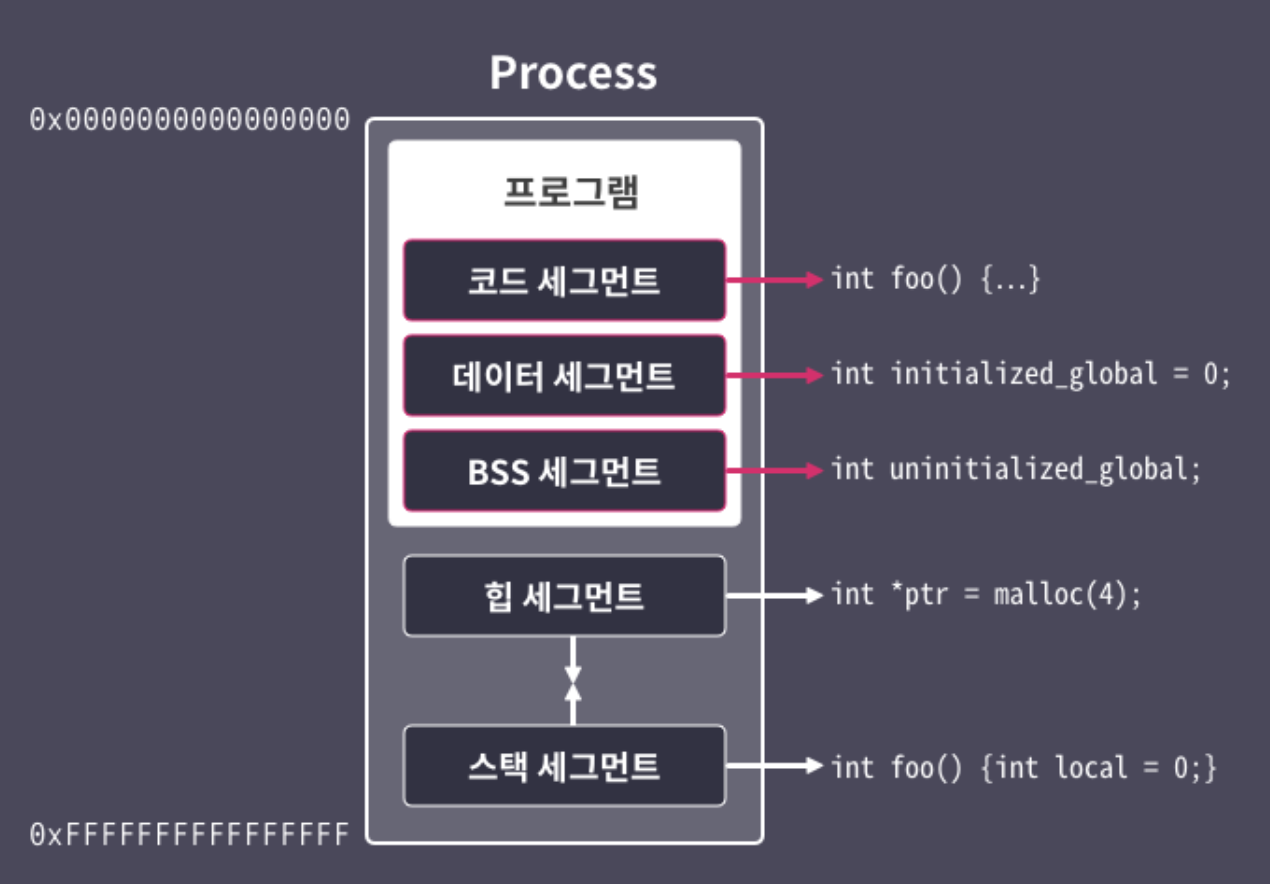 Process
0x0000000000000000
프로그램
코드 세그먼트
int foo() {...}
데이터 세그먼트
int initialized_global = 0;
BSS 세그먼트
int uninitialized_global;
힙 세그먼트
int *ptr = malloc(4);
스택 세그먼트
int foo() {int local = 0;}
0xFFFFFFFFFFFFFFFF